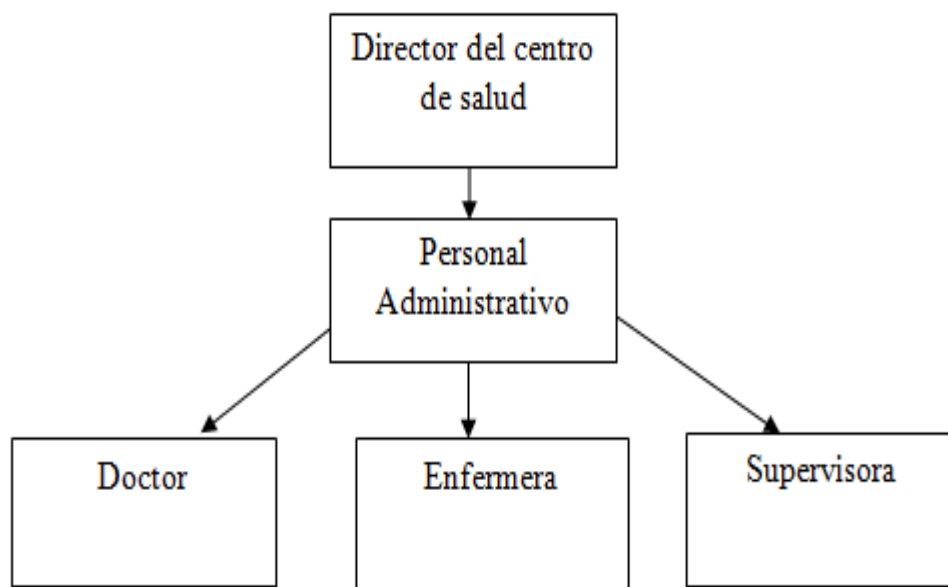 Director del centro
de salud
Personal
Administrativo
Doctor
Enfermera
Supervisora